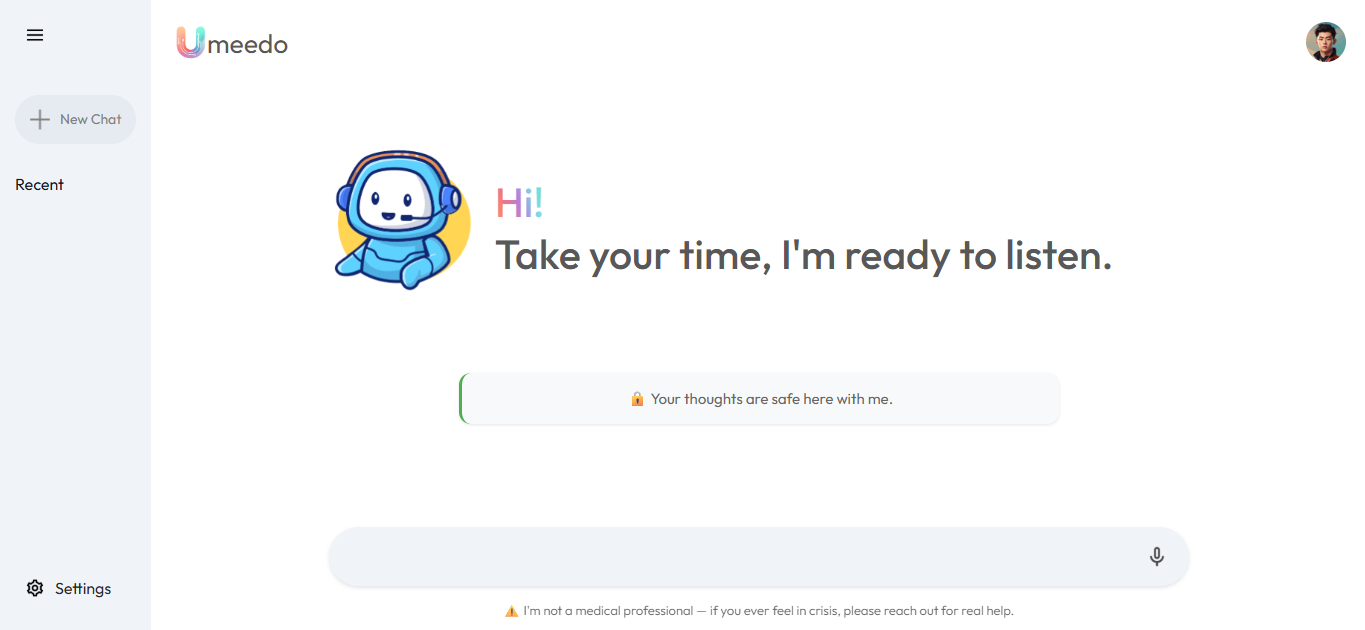 Umeedo
New Chat
Recent
Hi!
Take your time, I'm ready to listen.
🔒 Your thoughts are safe here with me.
Settings
⚠️ I'm not a medical professional — if you ever feel in crisis, please reach out for real help.